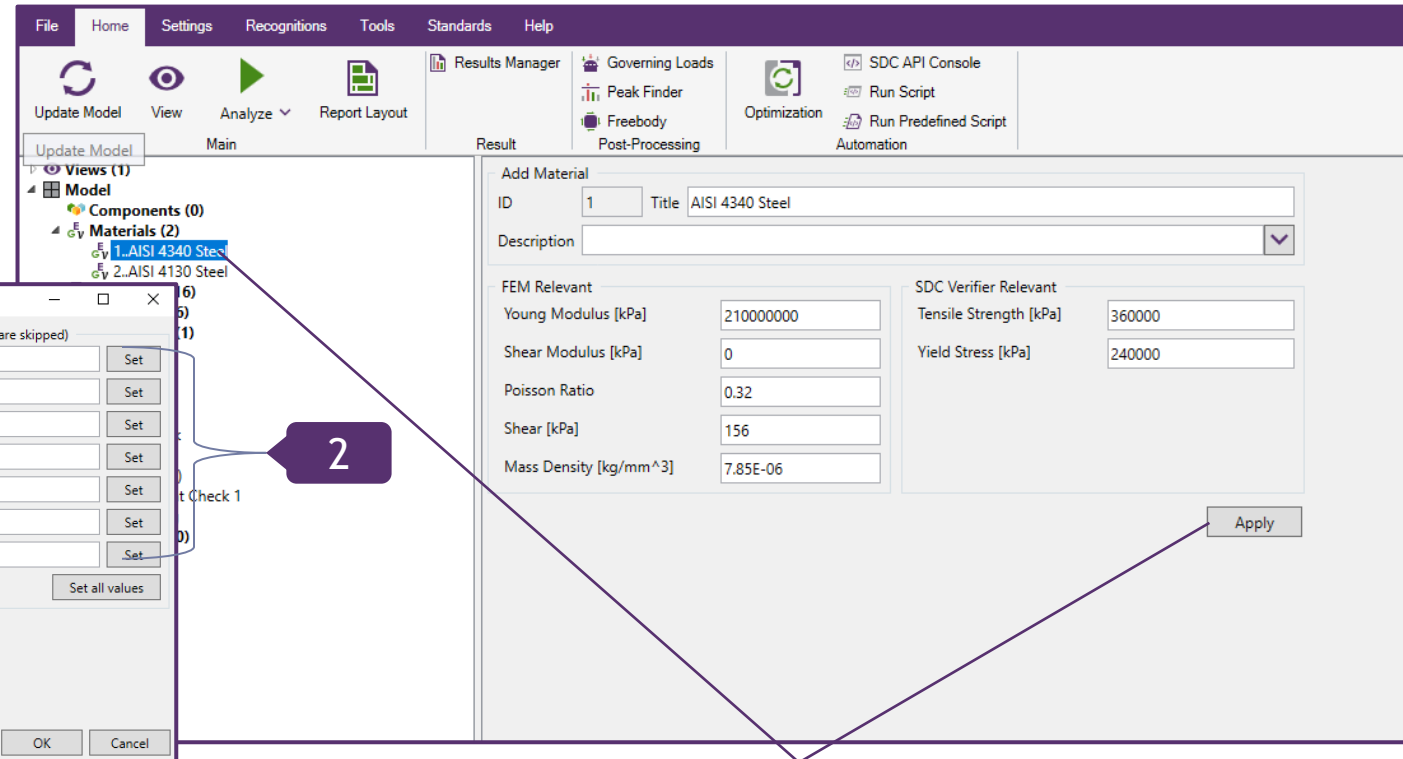 File Home Settings Recognitions Tools Standards Help
Update Model View Analyze Report Layout
Main
Results Manager
Result
Governing Loads
Peak Finder
Freebody
Post-Processing
Optimization
SDC API Console
Run Script
Run Predefined Script
Automation
Update Model
Views (1)
Model
Components (0)
Materials (2)
1..AISI 4340 Steel
2..AISI 4130 Steel
16)
6)
(1)
)
t Check 1
0)
are skipped)
Set
Set
Set
Set
Set
Set
Set
Set all values
OK Cancel
2
Add Material
ID 1 Title AISI 4340 Steel
Description
FEM Relevant
Young Modulus [kPa] 210000000
Shear Modulus [kPa] 0
Poisson Ratio 0.32
Shear [kPa] 156
Mass Density [kg/mm^3] 7.85E-06
SDC Verifier Relevant
Tensile Strength [kPa] 360000
Yield Stress [kPa] 240000
Apply